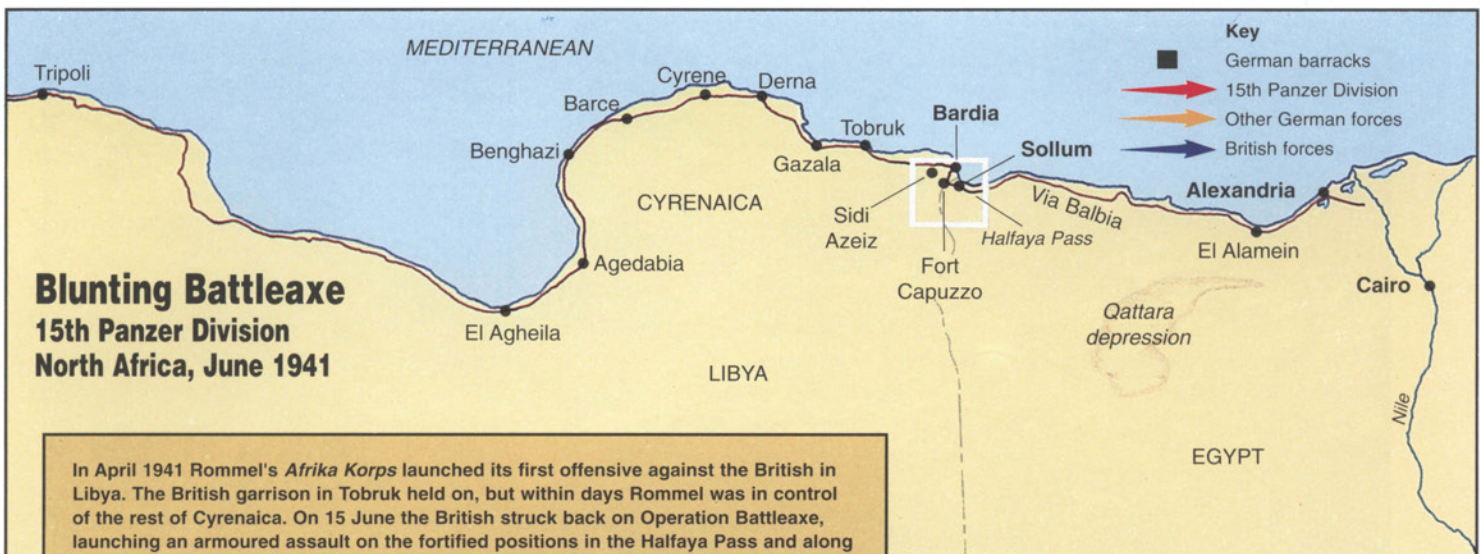 MEDITERRANEAN
Key
German barracks
15th Panzer Division
Other German forces
British forces
Tripoli
Cyrene
Derna
Barce
Benghazi
Tobruk
Gazala
Bardia
Sollum
Alexandria
CYRENAICA
Sidi
Azeiz
Via Balbia
Halfaya Pass
El Alamein
Agedabia
Fort
Capuzzo
Cairo
El Agheila
Qattara
depression
Blunting Battleaxe
15th Panzer Division
North Africa, June 1941
LIBYA
Nile
EGYPT
In April 1941 Rommel's Afrika Korps launched its first offensive against the British in
Libya. The British garrison in Tobruk held on, but within days Rommel was in control
of the rest of Cyrenaica. On 15 June the British struck back on Operation Battleaxe,
launching an armoured assault on the fortified positions in the Halfaya Pass and along